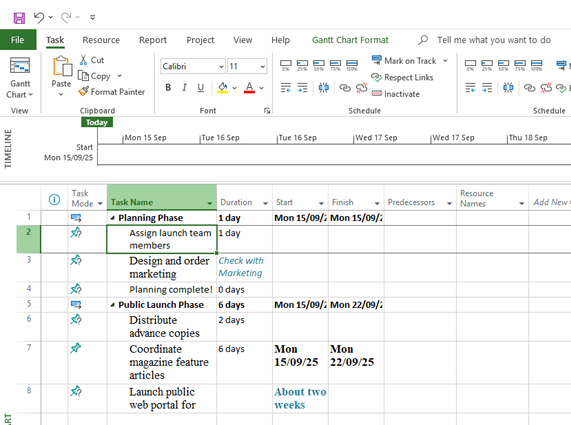 File Task Resource Report Project View Help Gantt Chart Format Tell me what you want to do
Gantt
Chart
View
Paste
Cut
Copy
Format Painter
Clipboard
Calibri 11
B I U A
Font
0% 25% 50% 75% 100%
Mark on Track
Respect Links
Inactivate
Schedule
0% 25% 50% 75% 100%
Schedule
TIMELINE
Today
Mon 15 Sep Tue 16 Sep Tue 16 Sep Wed 17 Sep Wed 17 Sep Thu 18 Sep
Start
Mon 15/09/25
Task
Mode
Task Name
Duration
Start
Finish
Predecessors
Resource
Names
Add New
1 Planning Phase 1 day Mon 15/09/2 Mon 15/09/2
2 Assign launch team
members
1 day
3 Design and order
marketing
Check with
Marketing
4 Planning complete! 0 days
5 Public Launch Phase 6 days Mon 15/09/2 Mon 22/09/2
6 Distribute
advance copies
2 days
7 Coordinate
magazine feature
articles
6 days
Mon
15/09/25
Mon
22/09/25
8 Launch public
web portal for
About two
weeks